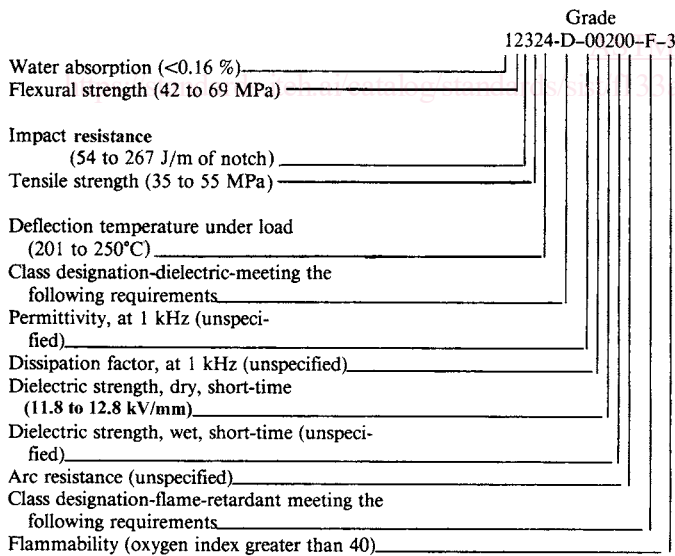 Grade
12324-D-00200-F-3
Water absorption (<0.16 %)
Flexural strength (42 to 69 MPa)
Impact resistance
(54 to 267 J/m of notch)
Tensile strength (35 to 55 MPa)
Deflection temperature under load
(201 to 250°C)
Class designation-dielectric-meeting the
following requirements
Permittivity, at 1 kHz (unspeci-
fied)
Dissipation factor, at 1 kHz (unspecified)
Dielectric strength, dry, short-time
(11.8 to 12.8 kV/mm)
Dielectric strength, wet, short-time (unspeci-
fied)
Arc resistance (unspecified)
Class designation-flame-retardant meeting the
following requirements
Flammability (oxygen index greater than 40)